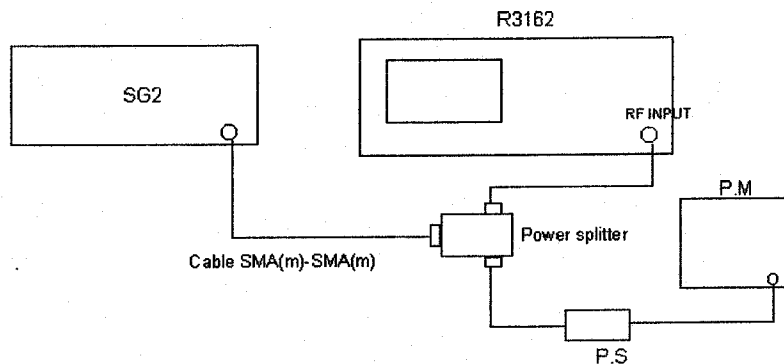 R3162
SG2
RF INPUT
P.M
Power splitter
Cable SMA(m)-SMA(m)
P.S